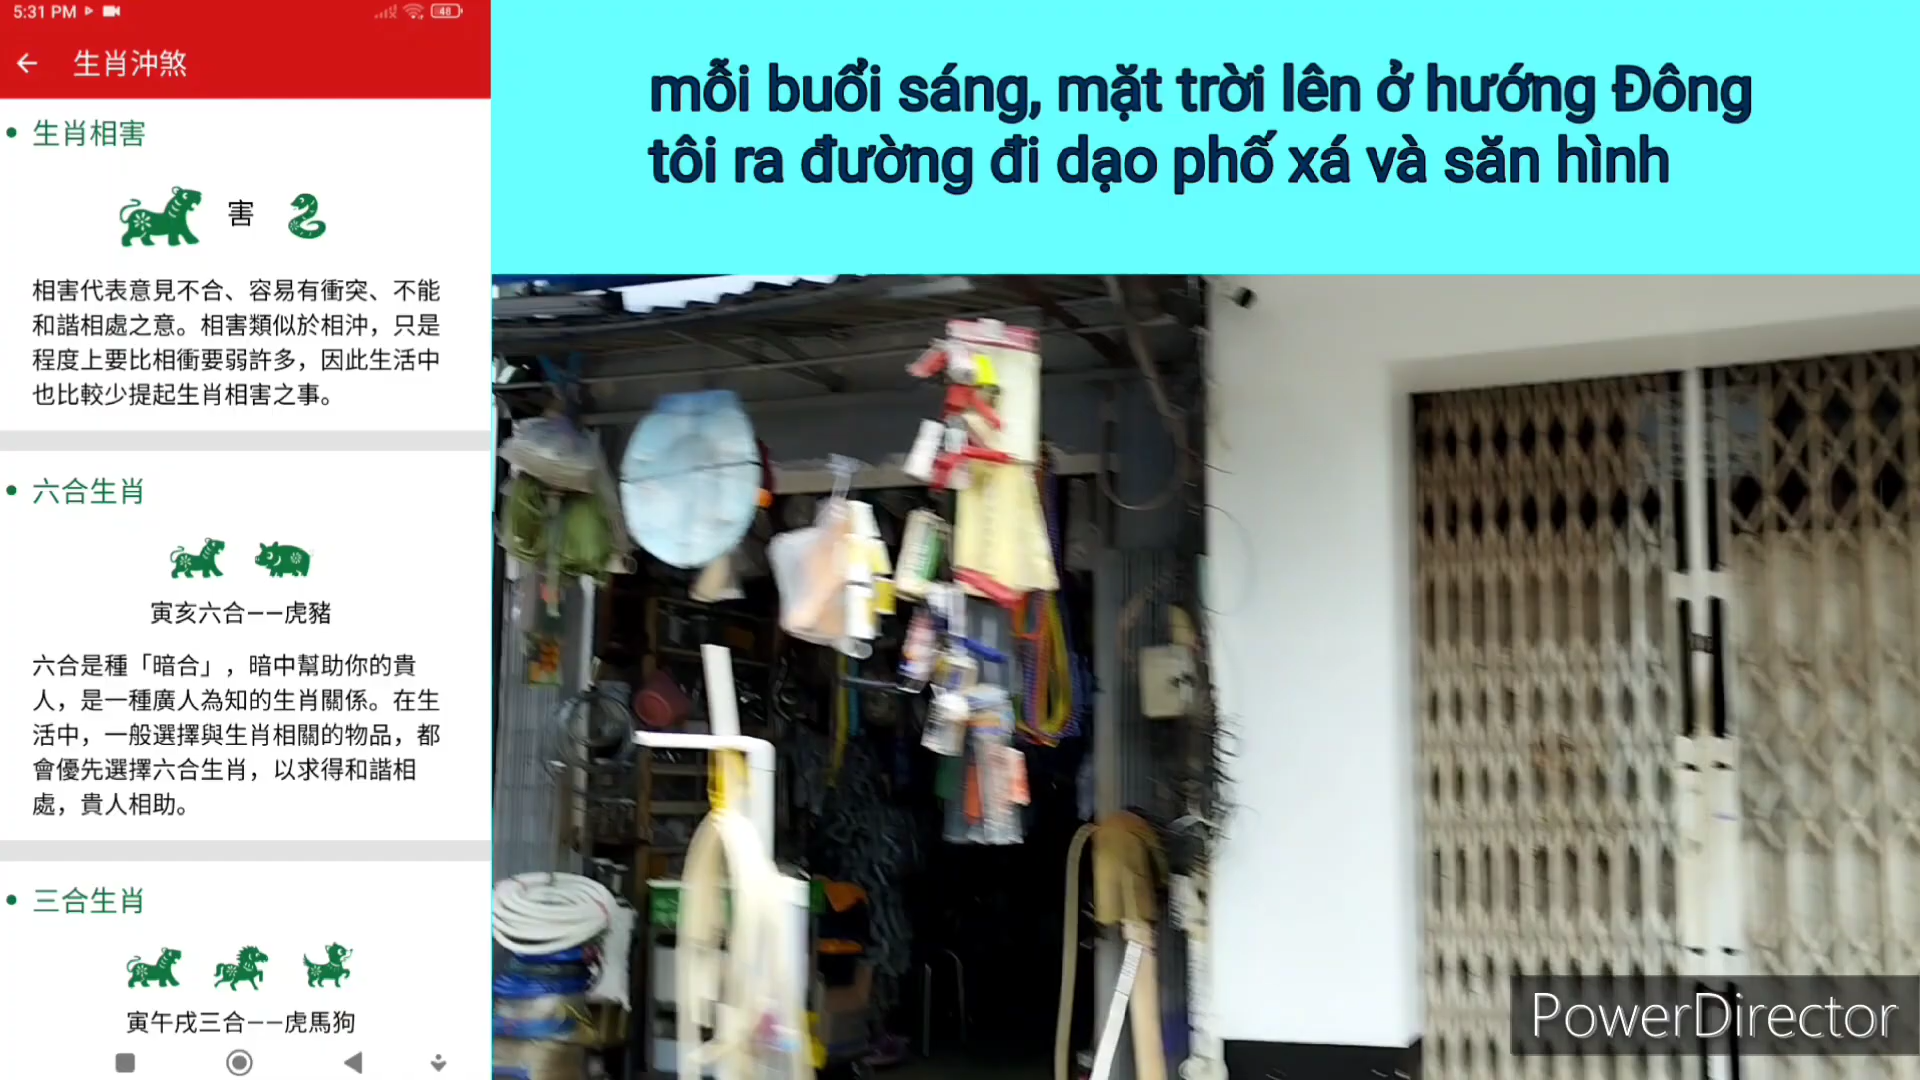 5:31 PM
48
生肖沖煞
生肖相害
害
相害代表意見不合、容易有衝突、不能
和諧相處之意。相害類似於相沖，只是
程度上要比相衝要弱許多，因此生活中
也比較少提起生肖相害之事。
六合生肖
寅亥六合——虎豬
六合是種「暗合」，暗中幫助你的貴
人，是一種廣人為知的生肖關係。在生
活中，一般選擇與生肖相關的物品，都
會優先選擇六合生肖，以求得和諧相
處，貴人相助。
三合生肖
寅午戌三合——虎馬狗
mỗi buổi sáng, mặt trời lên ở hướng Đông
tôi ra đường đi dạo phố xá và săn hình
PowerDirector